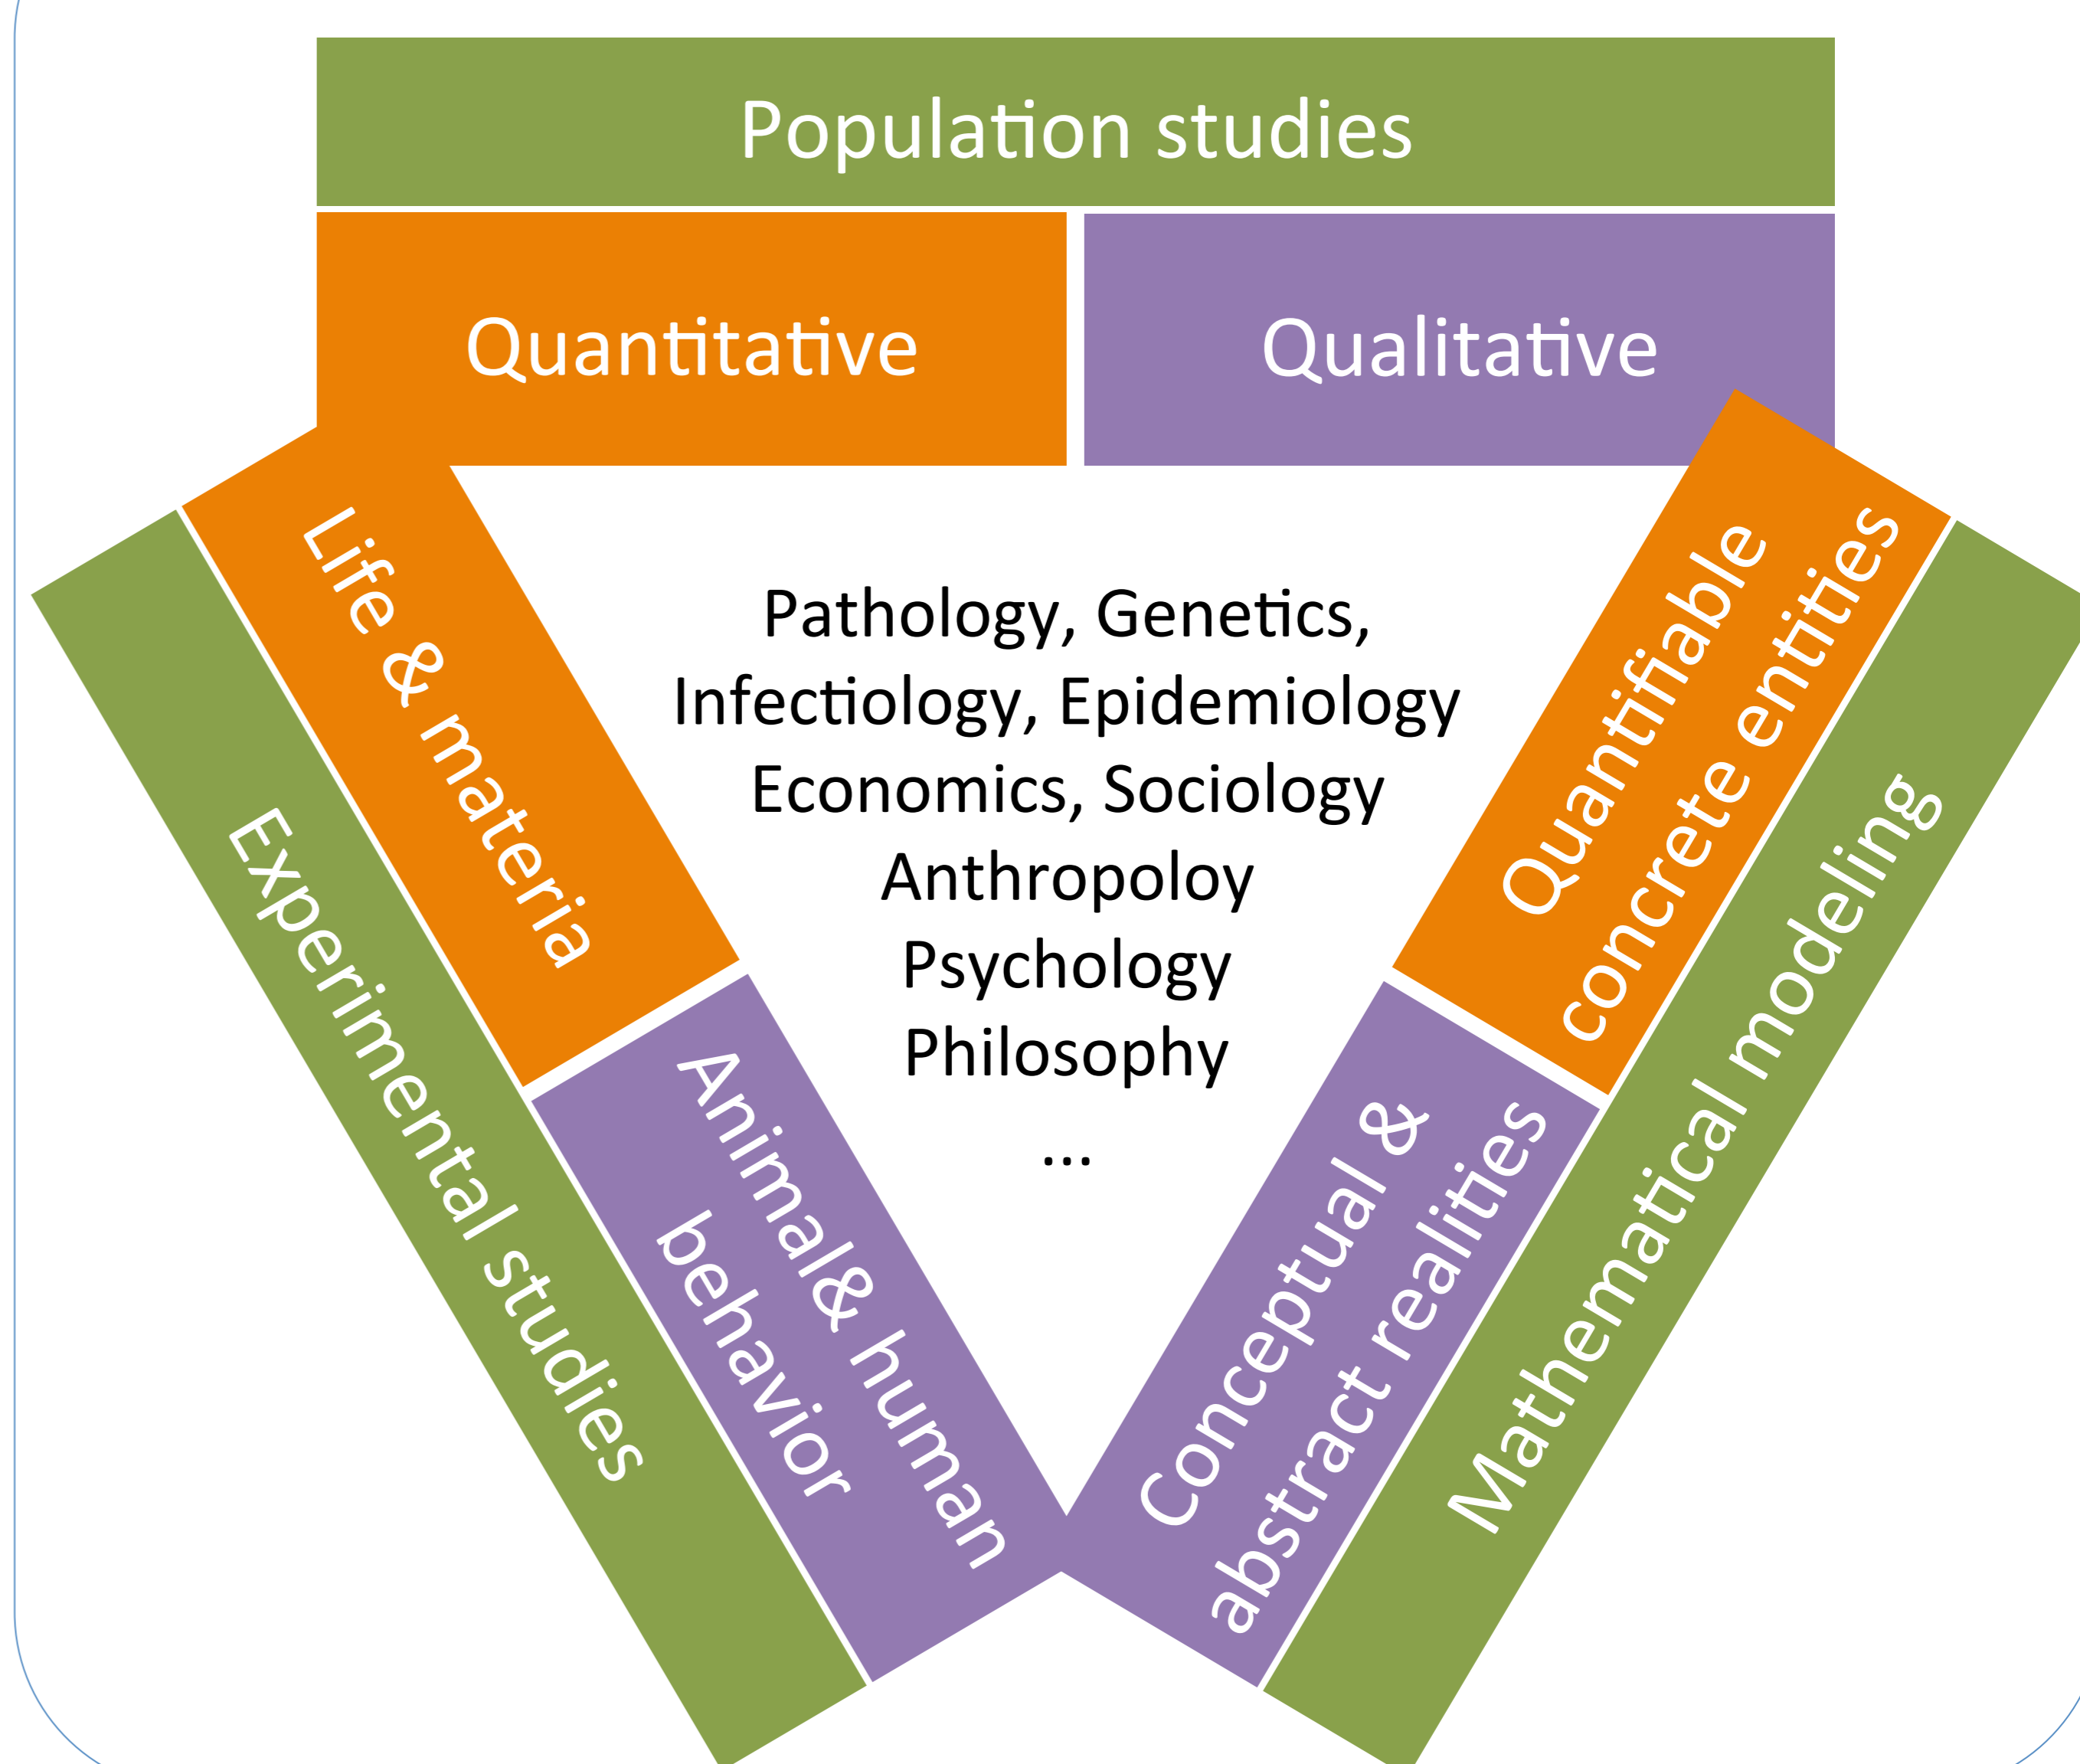 Population studies
Quantitative
Qualitative
Life & materia
Experimental studies
Animal& human
behavior
Pathology, Genetics,
Infectiology, Epidemiology
Economics, Sociology
Anthropoloy
Psychology
Philosophy
...
Quantifiable
concrete entities
Conceptual &
abstract realities
Mathematical modeling